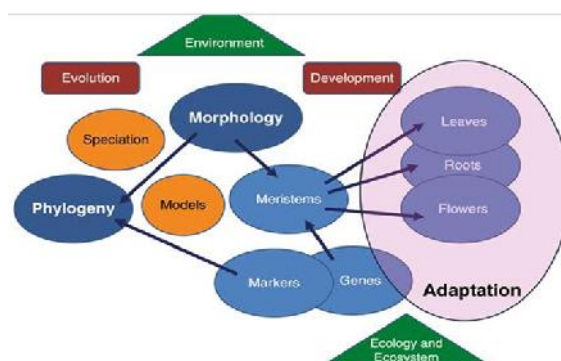 Environment
Evolution
Development
Morphology
Leaves
Speciation
Roots
Meristems
Phylogeny
Models
Flowers
Markers
Genes
Adaptation
Ecology and
Ecosystem